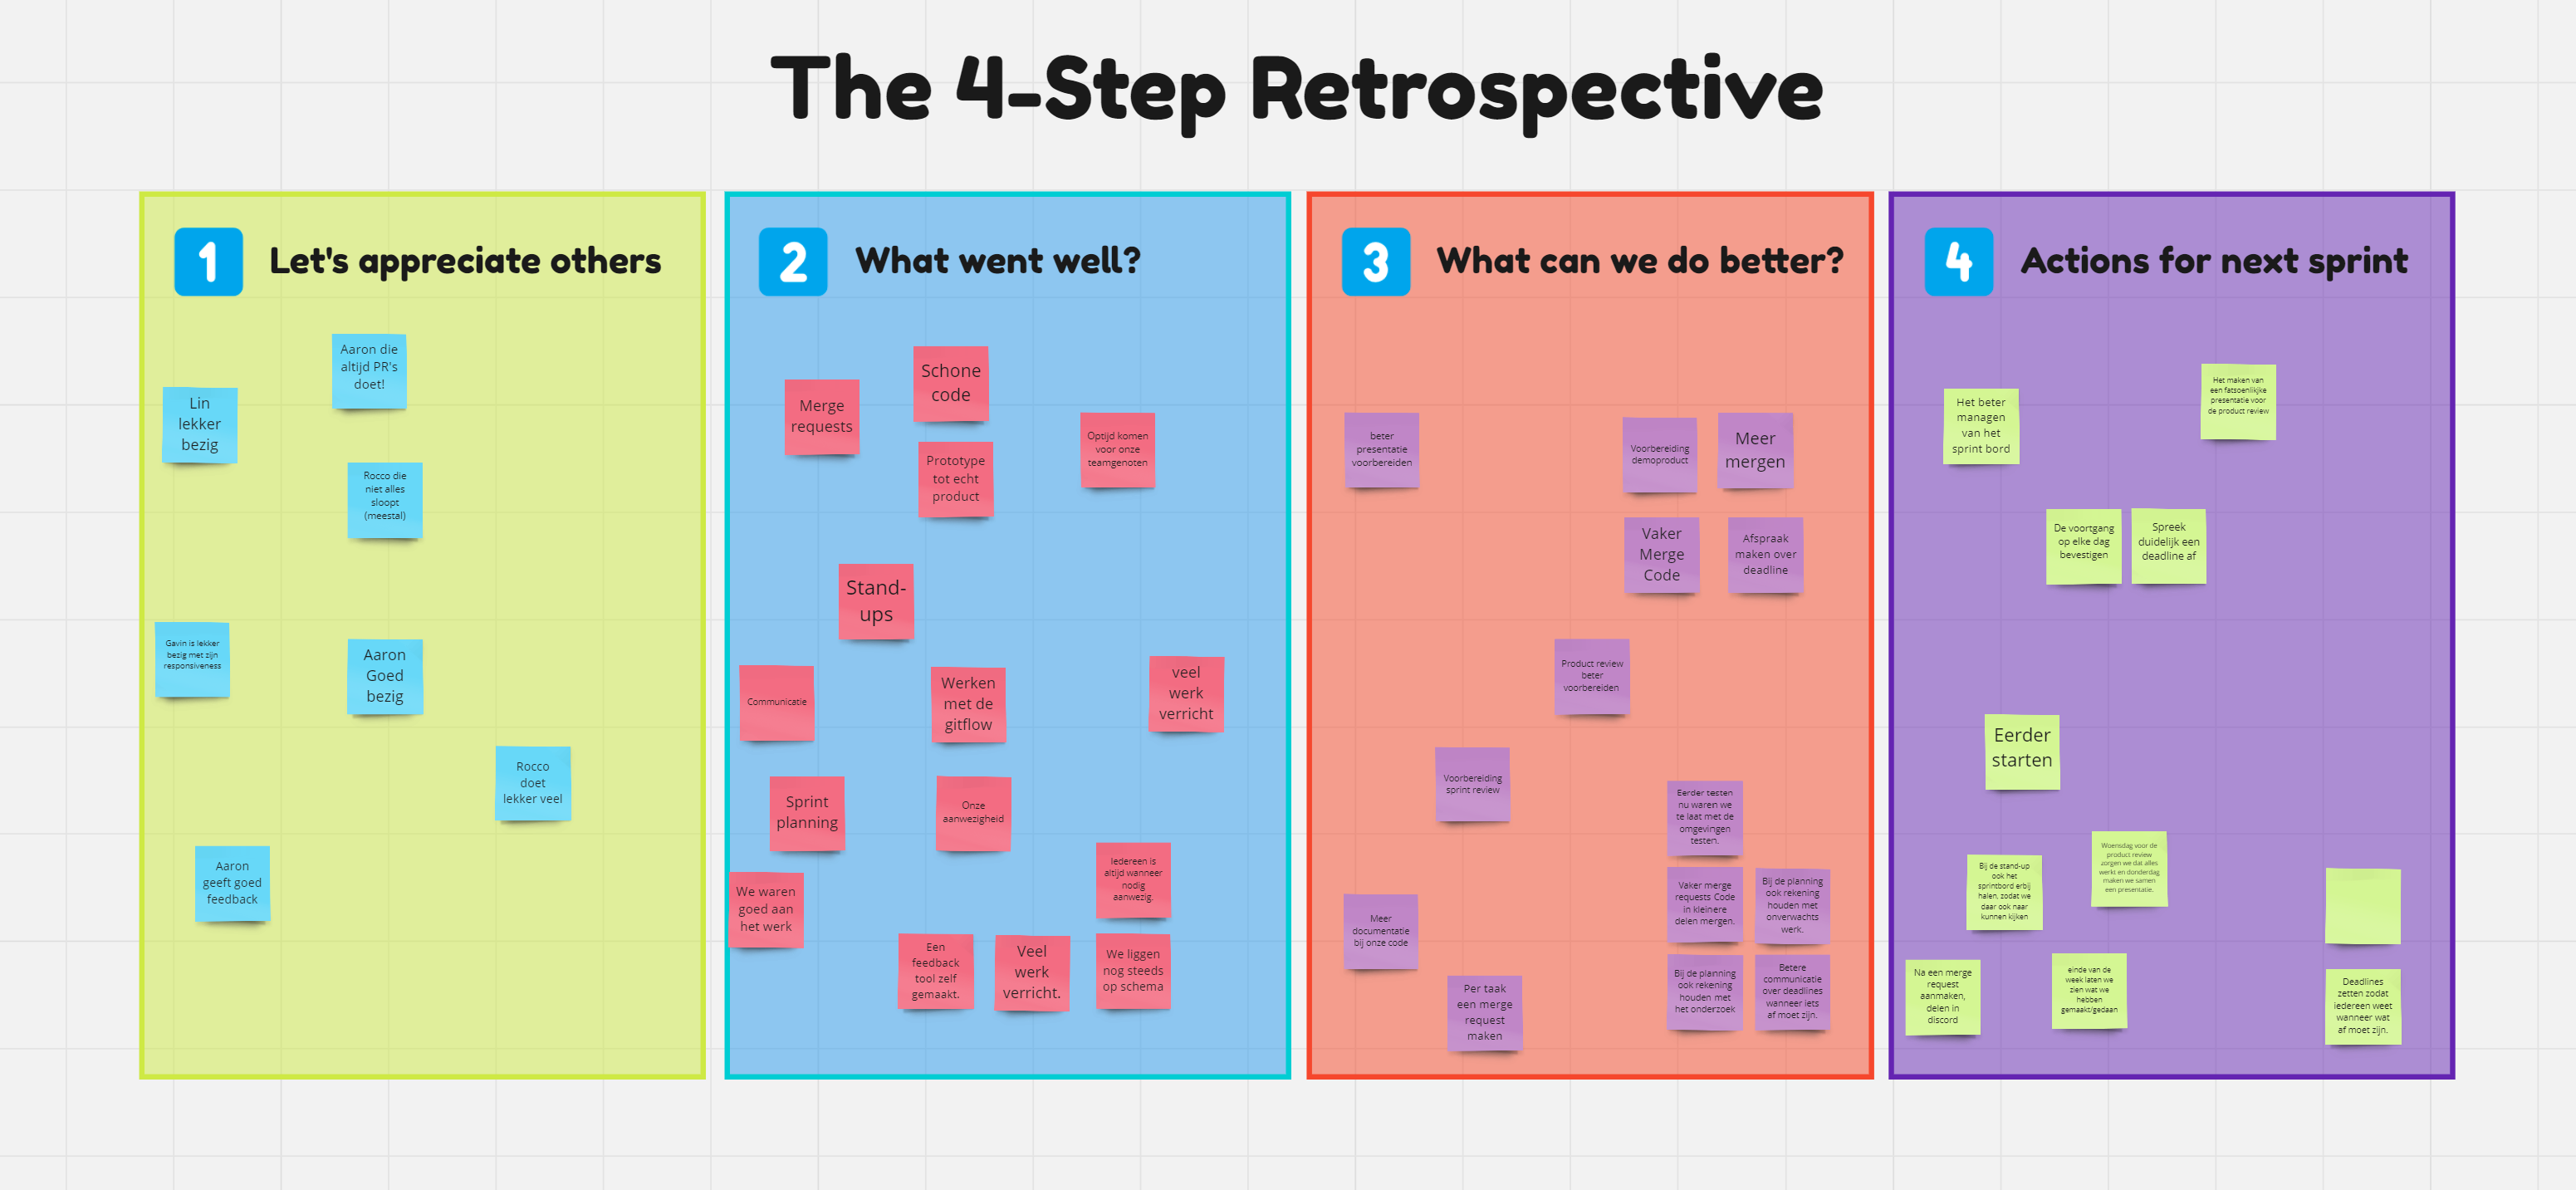 The 4-Step Retrospective
1
Let's appreciate others
Aaron die
altijd PR's
doet!
Lin
lekker
bezig
Rocco die
niet alles
sloopt
(meestal)
Gavin is lekker
bezig met zijn
responsiveness
Aaron
Goed
bezig
Rocco
doet
lekker veel
Aaron
geeft goed
feedback
2
What went well?
Schone
code
Merge
requests
Optijd komen
voor onze
teamgenoten
Prototype
tot echt
product
Stand-
ups
Communicatie
Werken
met de
gitflow
veel
werk
verricht
Sprint
planning
Onze
aanwezigheid
Iedereen is
altijd wanneer
nodig
aanwezig.
We waren
goed aan
het werk
Een
feedback
tool zelf
gemaakt.
Veel
werk
verricht.
We liggen
nog steeds
op schema
3
What can we do better?
beter
presentatie
voorbereiden
Voorbereiding
demoproduct
Meer
mergen
Vaker
Merge
Code
Afspraak
maken over
deadline
Product review
beter
voorbereiden
Voorbereiding
sprint review
Eerder testen
nu waren we
te laat met de
omgevingen
testen.
Vaker merge
requests Code
in kleinere
delen mergen.
Bij de planning
ook rekening
houden met
onverwachts
werk.
Meer
documentatie
bij onze code
Bij de planning
ook rekening
houden met
het onderzoek
Betere
communicatie
over deadlines
wanneer iets
af moet zijn.
Per taak
een merge
request
maken
4
Actions for next sprint
Het maken van
een fatsoenlijke
presentatie voor
de product review
Het beter
managen
van het
sprint bord
De voortgang
op elke dag
bevestigen
Spreek
duidelijk een
deadline af
Eerder
starten
Woensdag voor de
product review
zorgen we dat alles
werkt en donderdag
maken we samen
een presentatie.
Bij de stand-up
ook het
sprintbord erbij
halen, zodat we
daar ook naar
kunnen kijken
Na een merge
request
aanmaken,
delen in
discord
einde van de
week laten we
zien wat we
hebben
gemaakt/gedaan
Deadlines
zetten zodat
iedereen weet
wanneer wat
af moet zijn.